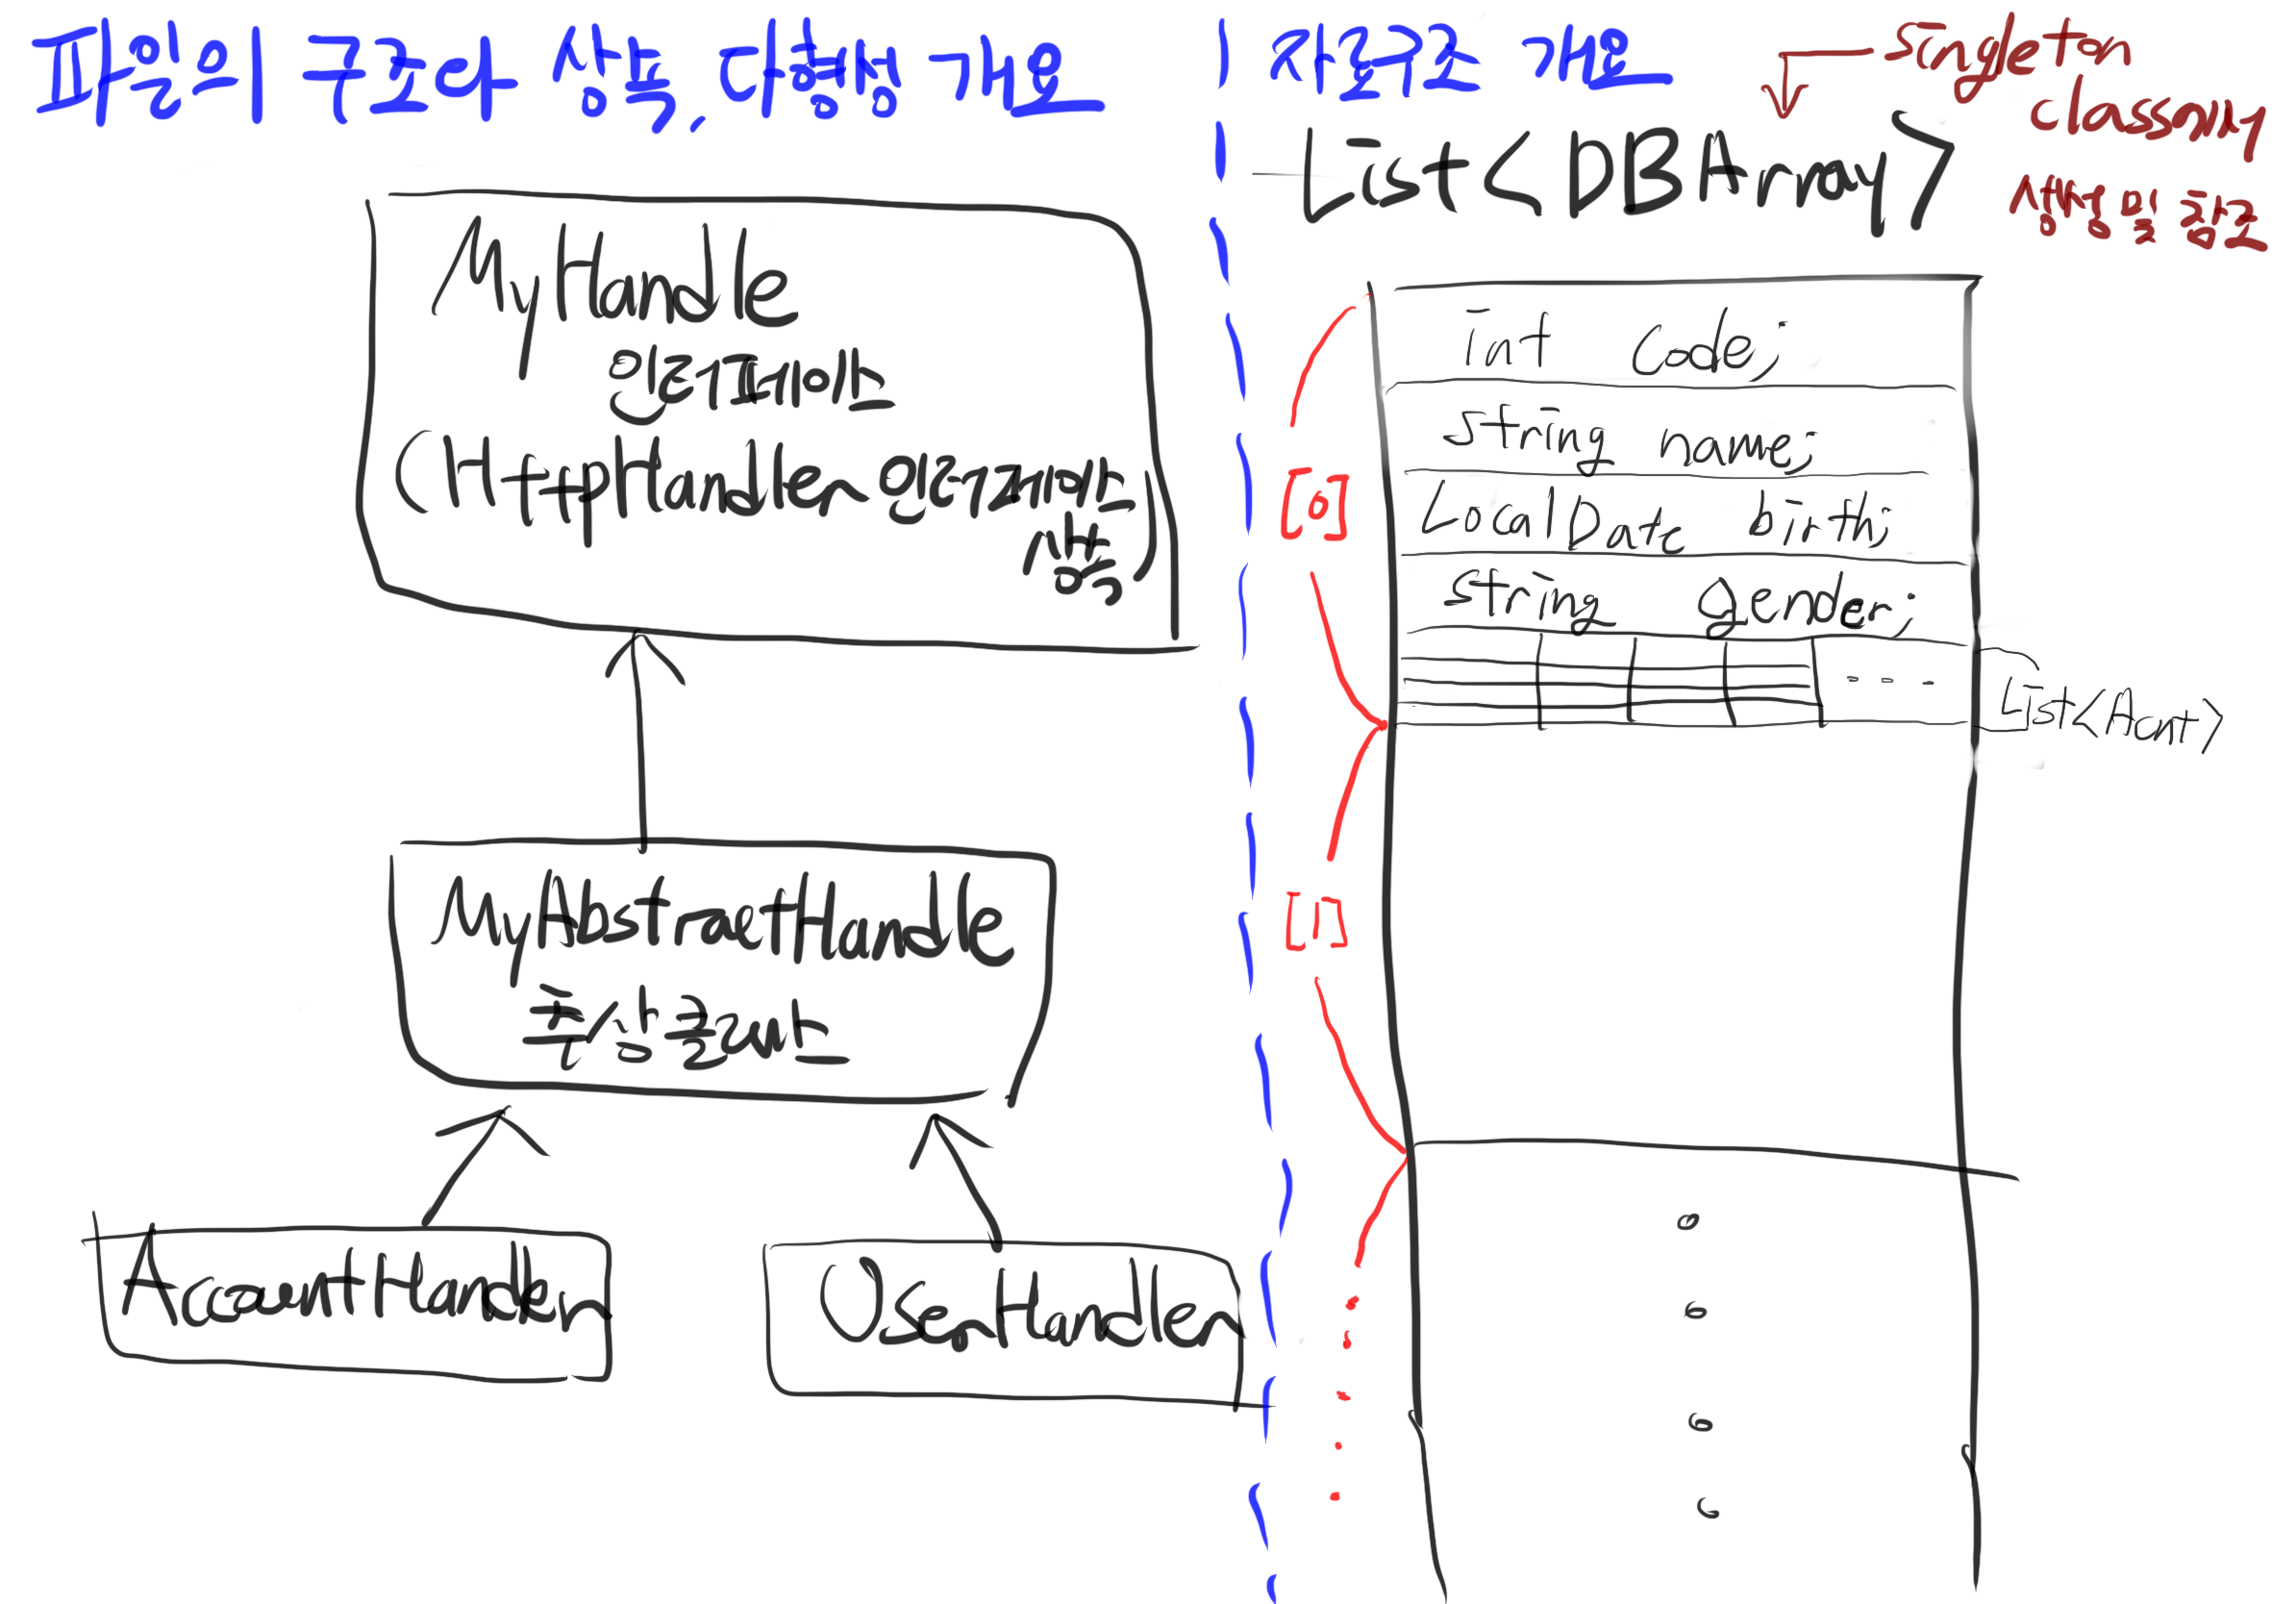 파일의 구조다 상속, 다형성 개요
MyHandle
인터페이스
(HttpHandler 인터페이스
상속)
MyAbstractHandle
추상클래스
AccountHandler
UserHandler
자료구조 개요
singleton
class에서
생성 및 참조
List<DBArray>
[0]
int code;
String name;
LocalDate birth;
String gender;
...
List<Acnt>
[1]